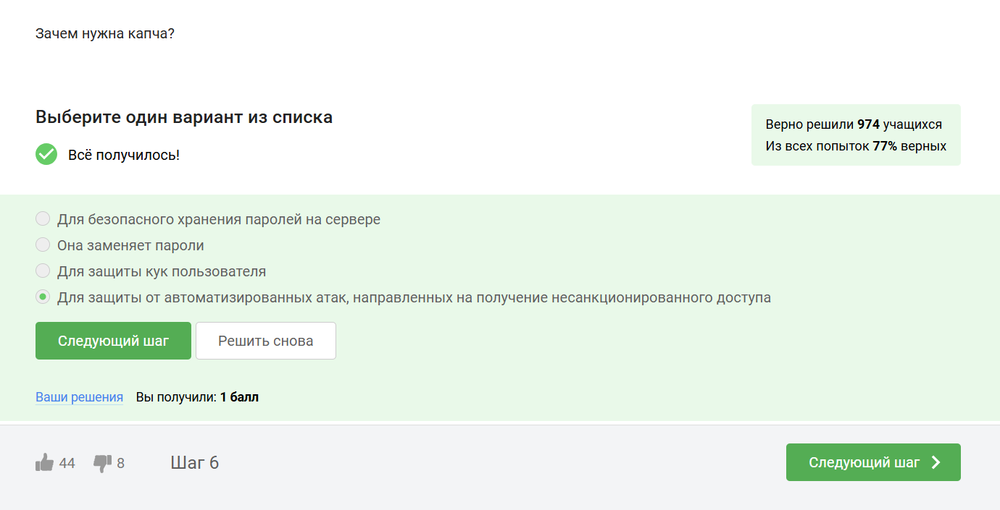 Зачем нужна капча?
Выберите один вариант из списка
Верно решили 974 учащихся
Из всех попыток 77% верных
Всё получилось!
Для безопасного хранения паролей на сервере
Она заменяет пароли
Для защиты кук пользователя
Для защиты от автоматизированных атак, направленных на получение несанкционированного доступа
Следующий шаг
Решить снова
Ваши решения Вы получили: 1 балл
44 8 Шаг 6 Следующий шаг